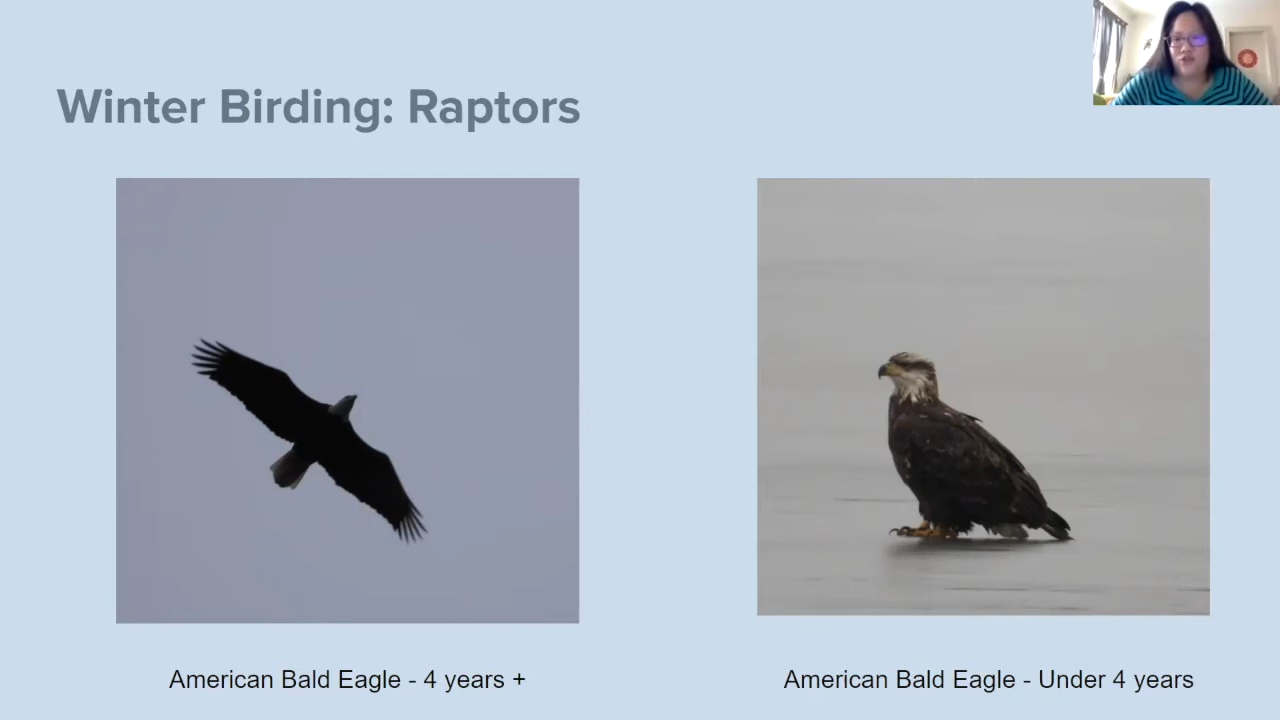 Winter Birding: Raptors
American Bald Eagle - 4 years +
American Bald Eagle - Under 4 years